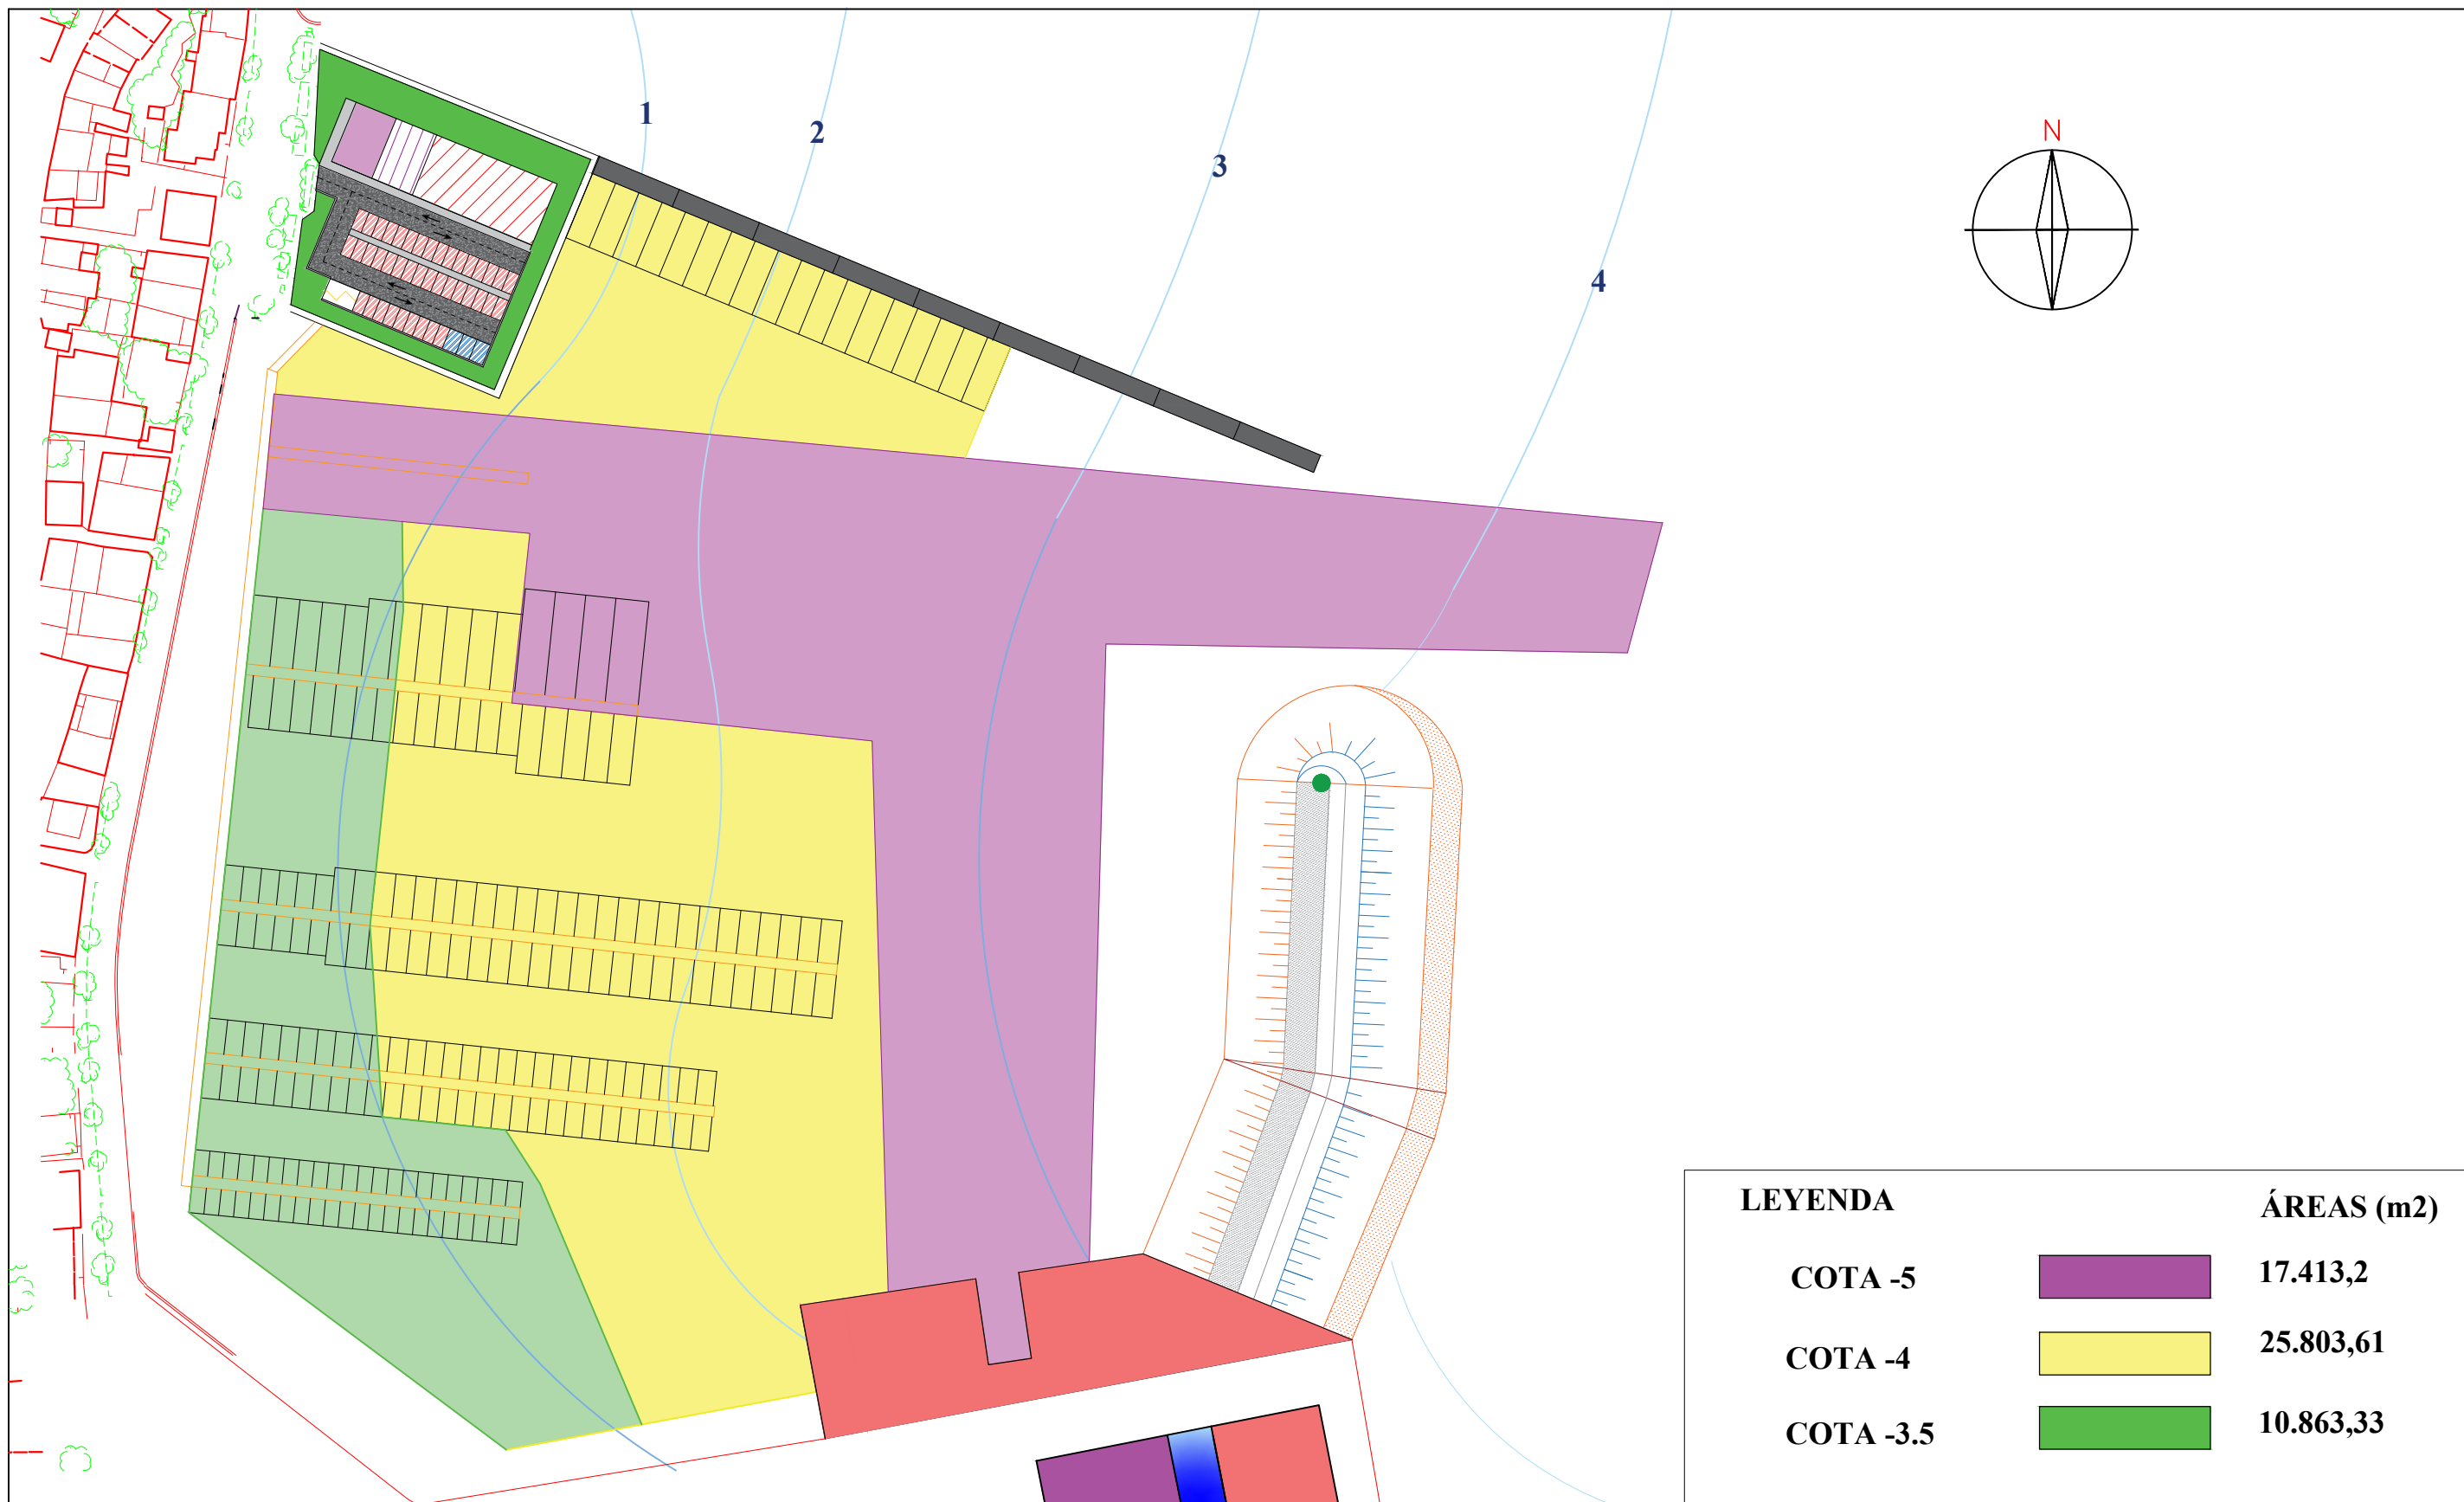 N
1
2
3
4
LEYENDA
ÁREAS (m2)
COTA -5
17.413,2
COTA -4
25.803,61
COTA -3.5
10.863,33